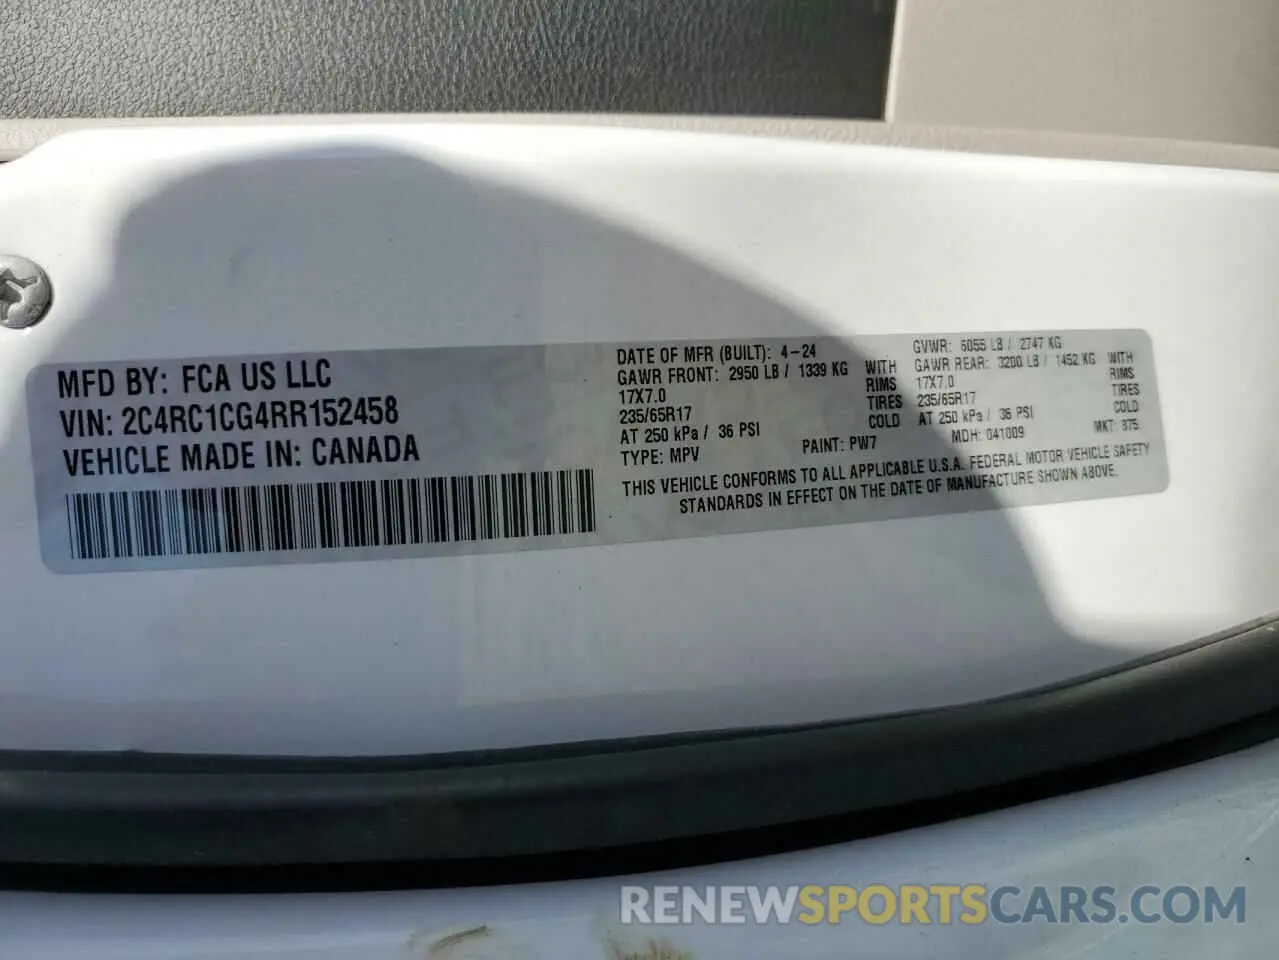 MFD BY: FCA US LLC
VIN: 2C4RC1CG4RR152458
VEHICLE MADE IN: CANADA
DATE OF MFR (BUILT): 4-24
GVWR: 6055 LB / 2747 KG
GAWR FRONT: 2950 LB / 1339 KG WITH
GAWR REAR: 3200 LB / 1452 KG WITH
17X7.0 RIMS
17X7.0 RIMS
235/65R17 TIRES
235/65R17 TIRES
AT 250 kPa / 36 PSI COLD
AT 250 kPa / 36 PSI COLD
TYPE: MPV PAINT: PW7 MDH: 041009 MKT: 975
THIS VEHICLE CONFORMS TO ALL APPLICABLE U.S.A. FEDERAL MOTOR VEHICLE SAFETY
STANDARDS IN EFFECT ON THE DATE OF MANUFACTURE SHOWN ABOVE.
RENEWSPORTSCARS.COM